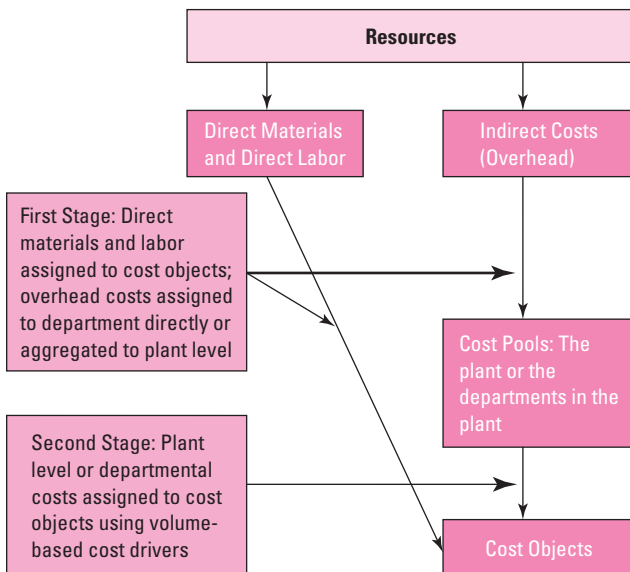 Resources
Direct Materials
and Direct Labor
Indirect Costs
(Overhead)
First Stage: Direct
materials and labor
assigned to cost objects;
overhead costs assigned
to department directly or
aggregated to plant level
Cost Pools: The
plant or the
departments in the
plant
Second Stage: Plant
level or departmental
costs assigned to cost
objects using volume-
based cost drivers
Cost Objects